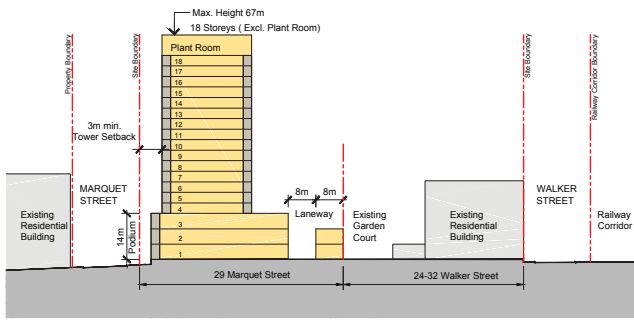 Max. Height 67m
18 Storeys ( Excl. Plant Room)
Plant Room
Property Boundary
Site Boundary
Site Boundary
Railway Corridor Boundary
18
17
16
15
14
13
12
11
10
9
8
7
6
5
4
3
2
1
3m min.
Tower Setback
MARQUET
STREET
Existing
Residential
Building
14m
Podium
8m
8m
Laneway
Existing
Garden
Court
Existing
Residential
Building
WALKER
STREET
Railway
Corridor
29 Marquet Street
24-32 Walker Street